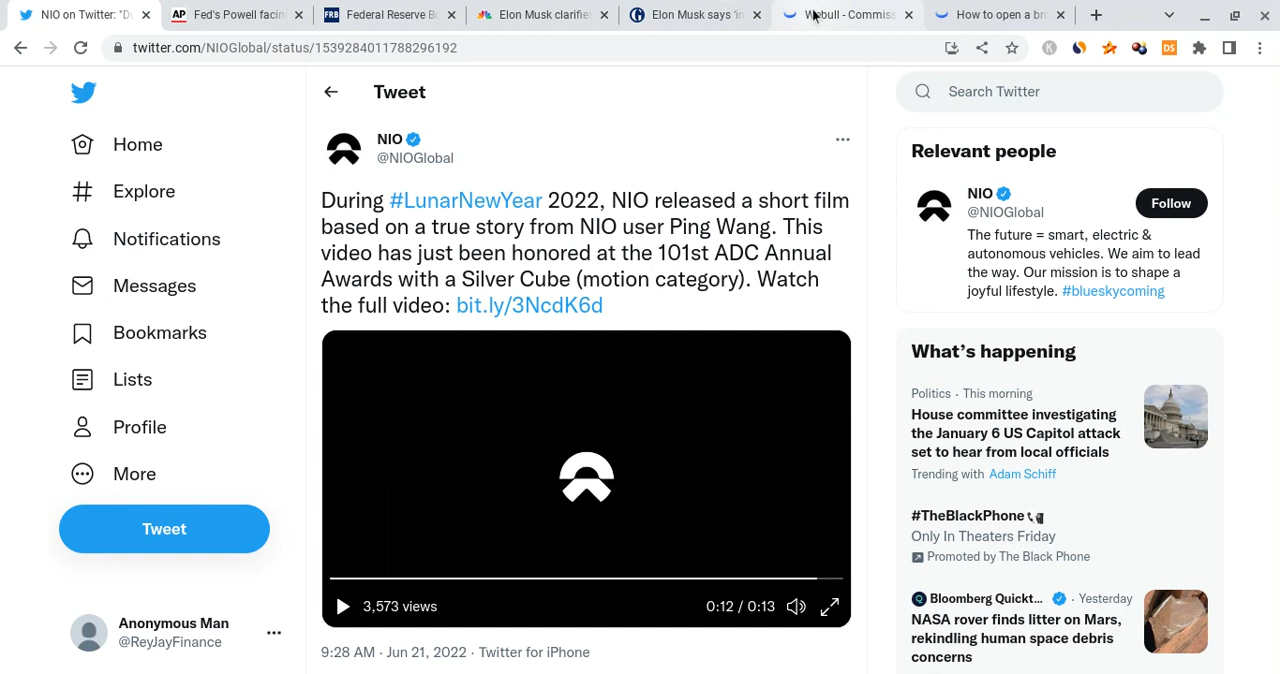 NIO on Twitter: "Du
Fed's Powell facin
FRB
Federal Reserve Bo
Elon Musk clarifie
Elon Musk says 'in
Webull - Commiss
How to open a bro
twitter.com/NIOGlobal/status/1539284011788296192
K
DS
Home
Explore
Notifications
Messages
Bookmarks
Lists
Profile
More
Tweet
Anonymous Man
@ReyJayFinance
Tweet
NIO
@NIOGlobal
During #LunarNewYear 2022, NIO released a short film
based on a true story from NIO user Ping Wang. This
video has just been honored at the 101st ADC Annual
Awards with a Silver Cube (motion category). Watch
the full video: bit.ly/3NcdK6d
3,573 views
0:12 / 0:13
9:28 AM · Jun 21, 2022 · Twitter for iPhone
Search Twitter
Relevant people
NIO
@NIOGlobal
Follow
The future = smart, electric &
autonomous vehicles. We aim to lead
the way. Our mission is to shape a
joyful lifestyle. #blueskycoming
What's happening
Politics · This morning
House committee investigating
the January 6 US Capitol attack
set to hear from local officials
Trending with Adam Schiff
#TheBlackPhone
Only In Theaters Friday
Promoted by The Black Phone
Bloomberg Quickt... · Yesterday
NASA rover finds litter on Mars,
rekindling human space debris
concerns